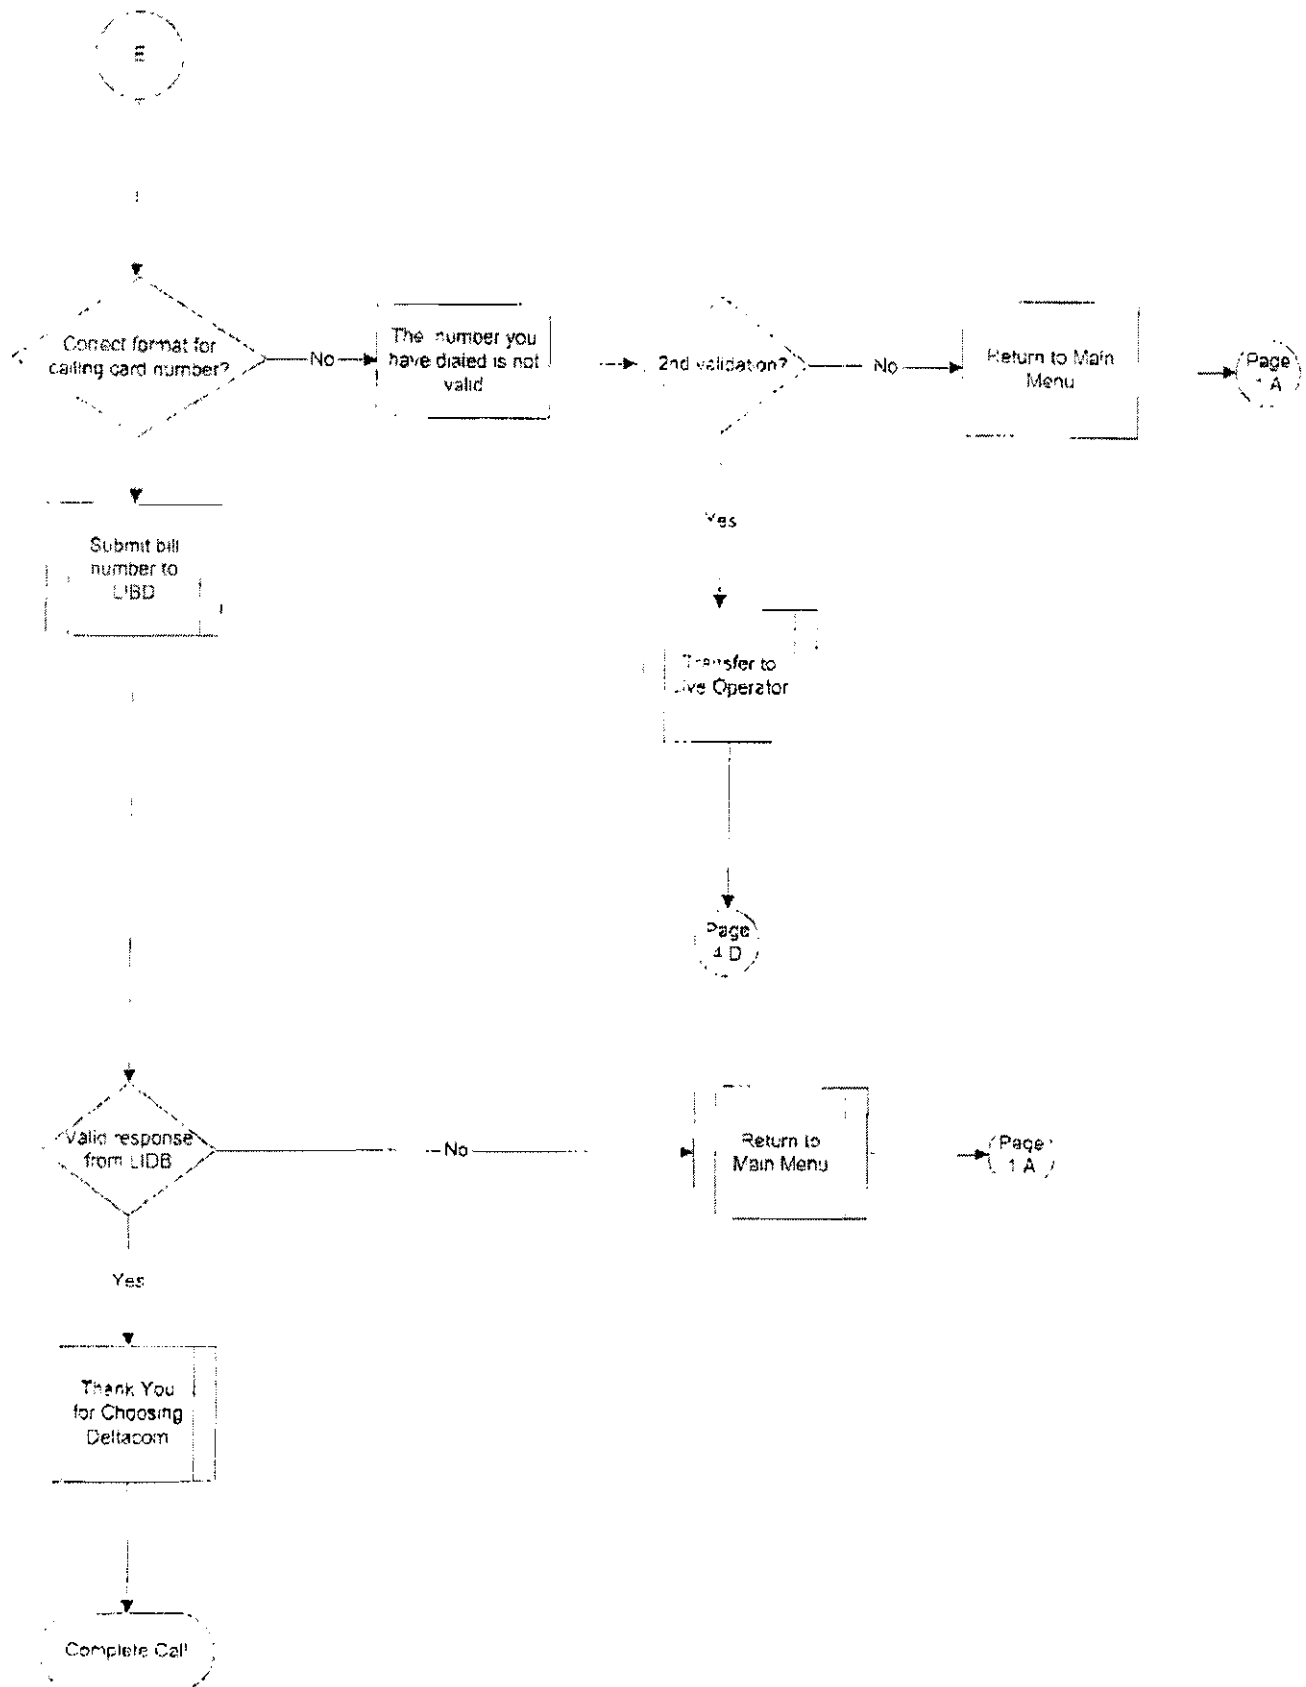 E
Correct format for
calling card number?
No
The number you
have dialed is not
valid
2nd validation?
No
Return to Main
Menu
Page
1 A
Submit bill
number to
LIBD
Yes
Transfer to
Live Operator
Page
4 D
Valid response
from LIDB
No
Return to
Main Menu
Page
1 A
Yes
Thank You
for Choosing
Deltacom
Complete Call